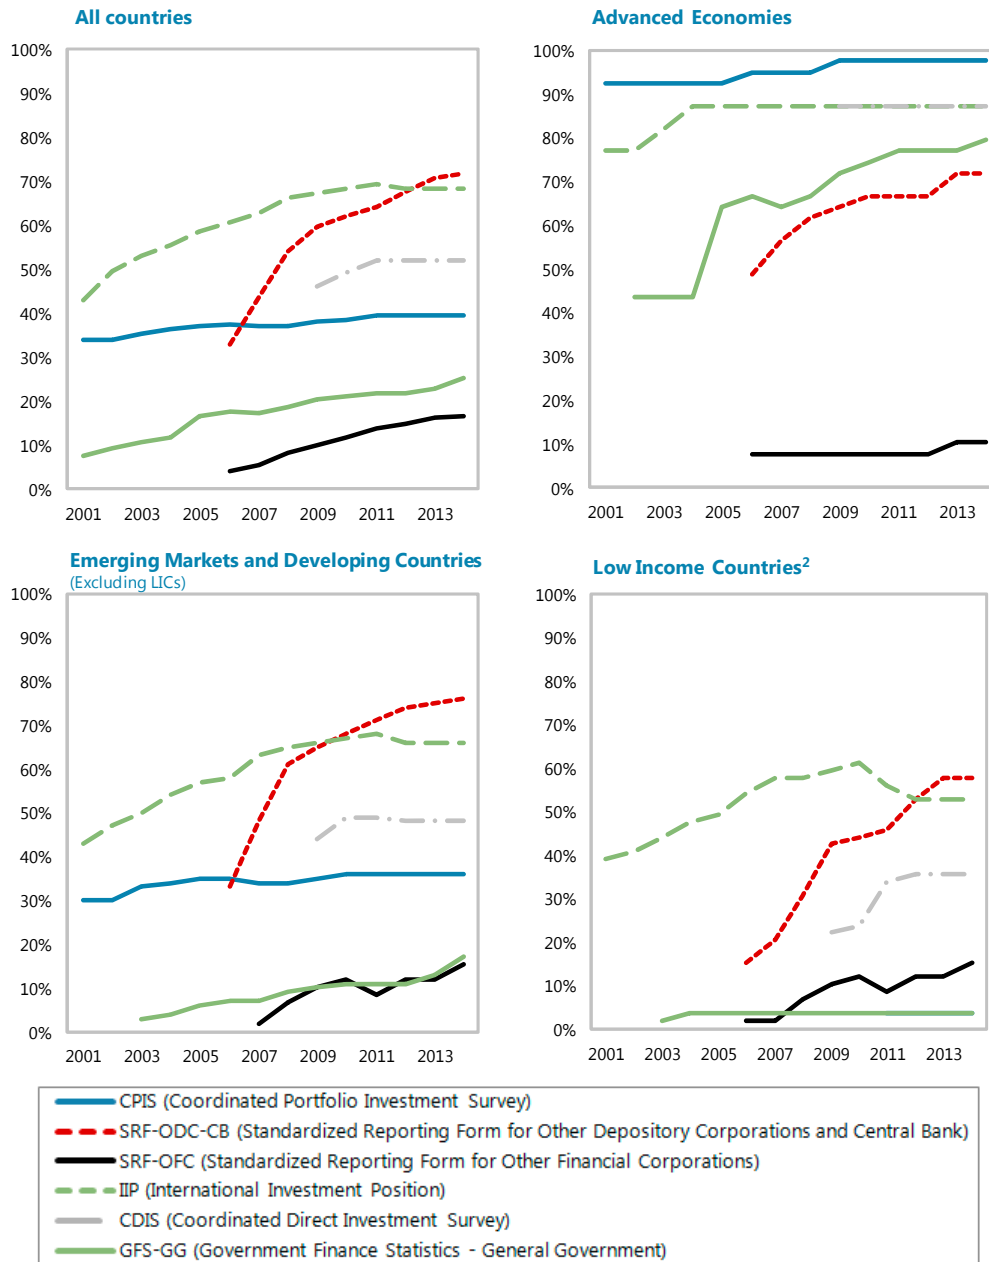 All countries
100%
90%
80%
70%
60%
50%
40%
30%
20%
10%
0%
2001 2003 2005 2007 2009 2011 2013
Advanced Economies
100%
90%
80%
70%
60%
50%
40%
30%
20%
10%
0%
2001 2003 2005 2007 2009 2011 2013
Emerging Markets and Developing Countries
(Excluding LICs)
100%
90%
80%
70%
60%
50%
40%
30%
20%
10%
0%
2001 2003 2005 2007 2009 2011 2013
Low Income Countries²
100%
90%
80%
70%
60%
50%
40%
30%
20%
10%
0%
2001 2003 2005 2007 2009 2011 2013
CPIS (Coordinated Portfolio Investment Survey)
SRF-ODC-CB (Standardized Reporting Form for Other Depository Corporations and Central Bank)
SRF-OFC (Standardized Reporting Form for Other Financial Corporations)
IIP (International Investment Position)
CDIS (Coordinated Direct Investment Survey)
GFS-GG (Government Finance Statistics - General Government)